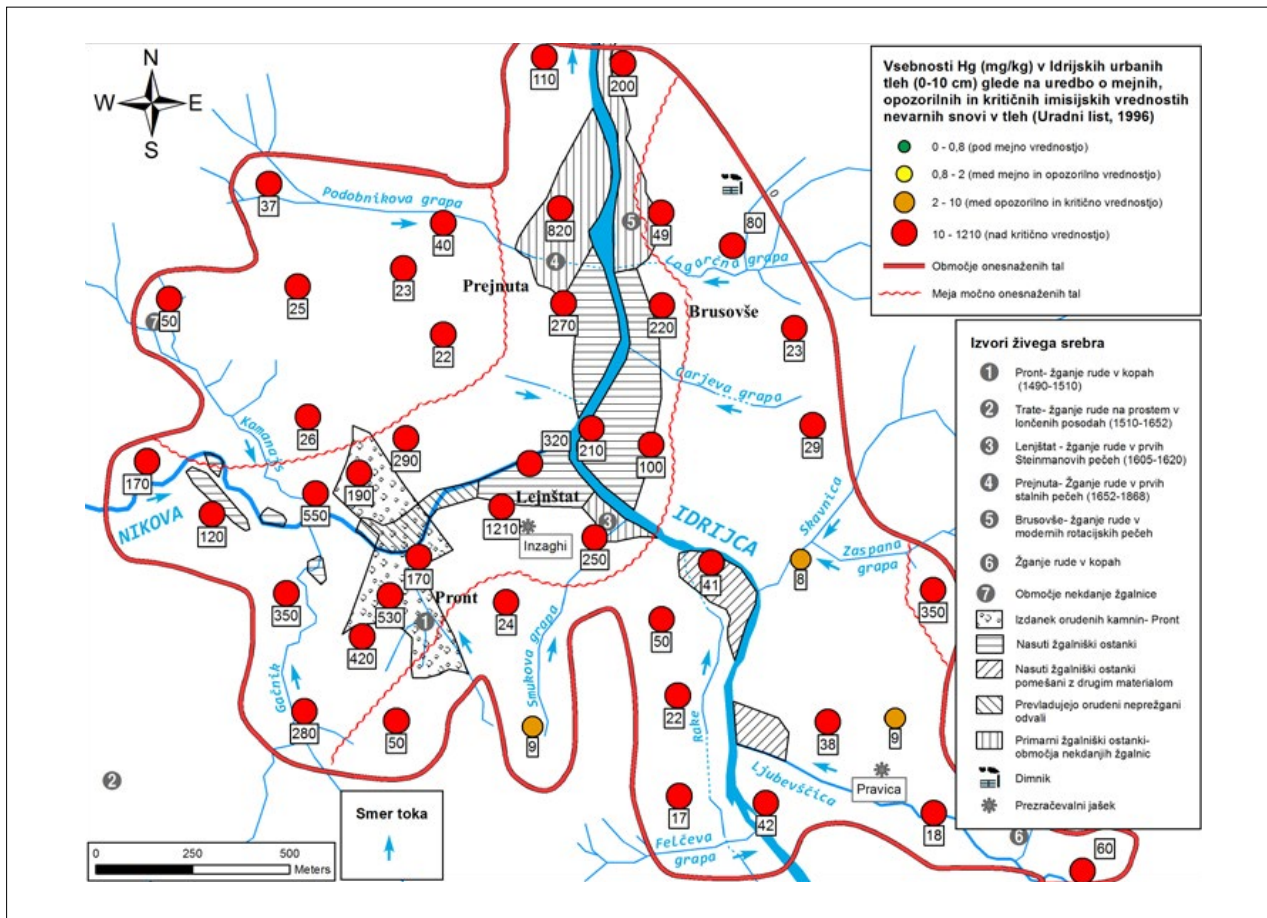 N
W E
S
110
200
Vsebnosti Hg (mg/kg) v Idrijskih urbanih
tleh (0-10 cm) glede na uredbo o mejnih,
opozorilnih in kritičnih imisijskih vrednostih
nevarnih snovi v tleh (Uradni list, 1996)
0 - 0,8 (pod mejno vrednostjo)
0,8 - 2 (med mejno in opozorilno vrednostjo)
2 - 10 (med opozorilno in kritično vrednostjo)
10 - 1210 (nad kritično vrednostjo)
Območje onesnaženih tal
Meja močno onesnaženih tal
37
Podobnikova grapa
40
820
5
49
80
4
Lagarčna grapa
23
Prejnuta
25
7
50
270
220
Brusovše
22
23
Izvori živega srebra
1 Pront- žganje rude v kopah
(1490-1510)
2 Trate- žganje rude na prostem v
lončenih posodah (1510-1652)
3 Lenjštat - žganje rude v prvih
Steinmanovih pečeh (1605-1620)
4 Prejnuta- Žganje rude v prvih
stalnih pečeh (1652-1868)
5 Brusovše- žganje rude v
modernih rotacijskih pečeh
6 Žganje rude v kopah
7 Območje nekdanje žgalnice
Izdanek orudenih kamnin- Pront
Nasuti žgalniški ostanki
Nasuti žgalniški ostanki
pomešani z drugim materialom
Prevladujejo orudeni neprežgani
odvali
Primarni žgalniški ostanki-
območja nekdanjih žgalnic
Dimnik
Prezračevalni jašek
Čarjeva grapa
Kamanajs
26
290
320
210
100
29
170
190
Lejnštat
NIKOVA
120
550
1210
3
Inzaghi
250
IDRIJCA
Skavnica
Zaspana
grapa
170
41
8
350
350
530
Pront
1
24
420
Smukova grapa
50
Gačnik
280
50
9
22
Rake
38
9
2
Ljubevščica
Pravica
Smer toka
17
42
18
6
60
Felčeva
grapa
0 250 500
Meters